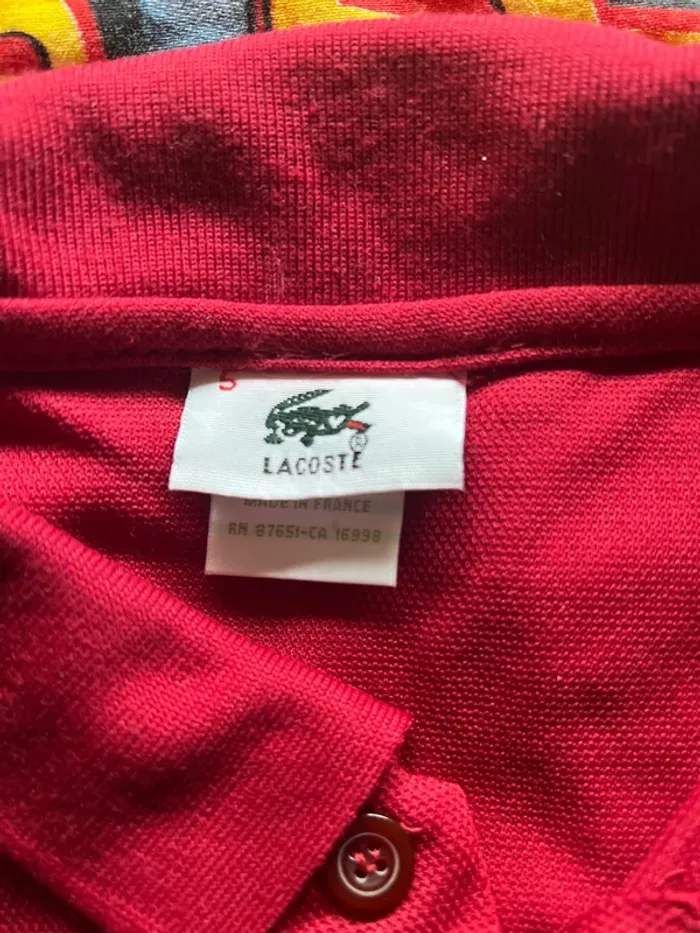 5
®
LACOSTE
MADE IN FRANCE
RN 87651-CA 16998